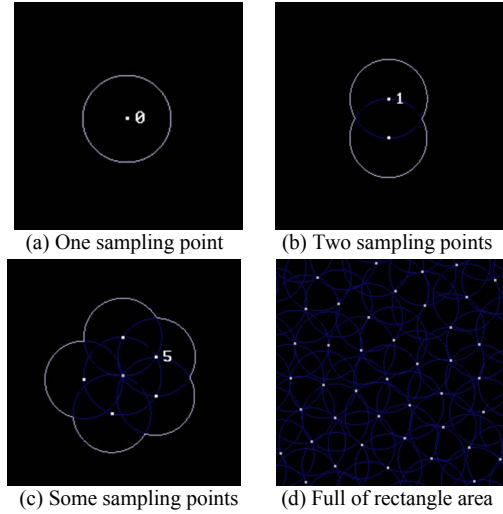 0
1
(a) One sampling point
(b) Two sampling points
5
(c) Some sampling points
(d) Full of rectangle area